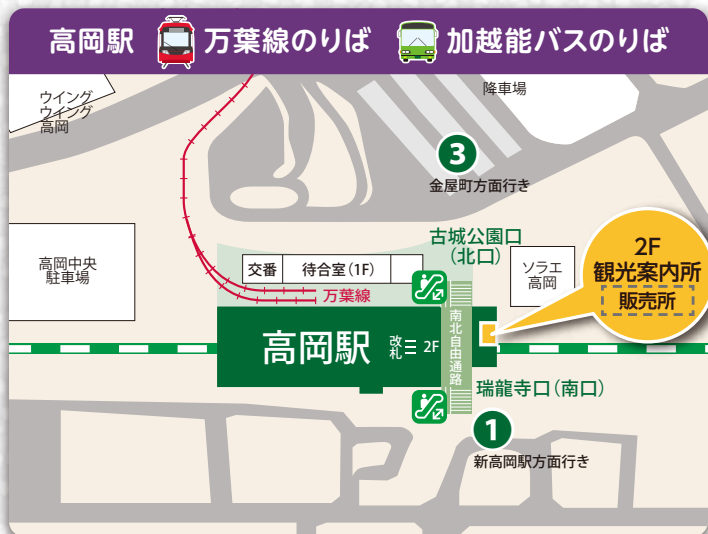 高岡駅 万葉線のりば 加越能バスのりば
ウイング
ウイング
高岡
降車場
3
金屋町方面行き
古城公園口
(北口)
高岡中央
駐車場
交番 待合室(1F)
万葉線
ソラエ
高岡
2F
観光案内所
販売所
高岡駅
改札 2F
南北自由通路
瑞龍寺口(南口)
1
新高岡駅方面行き